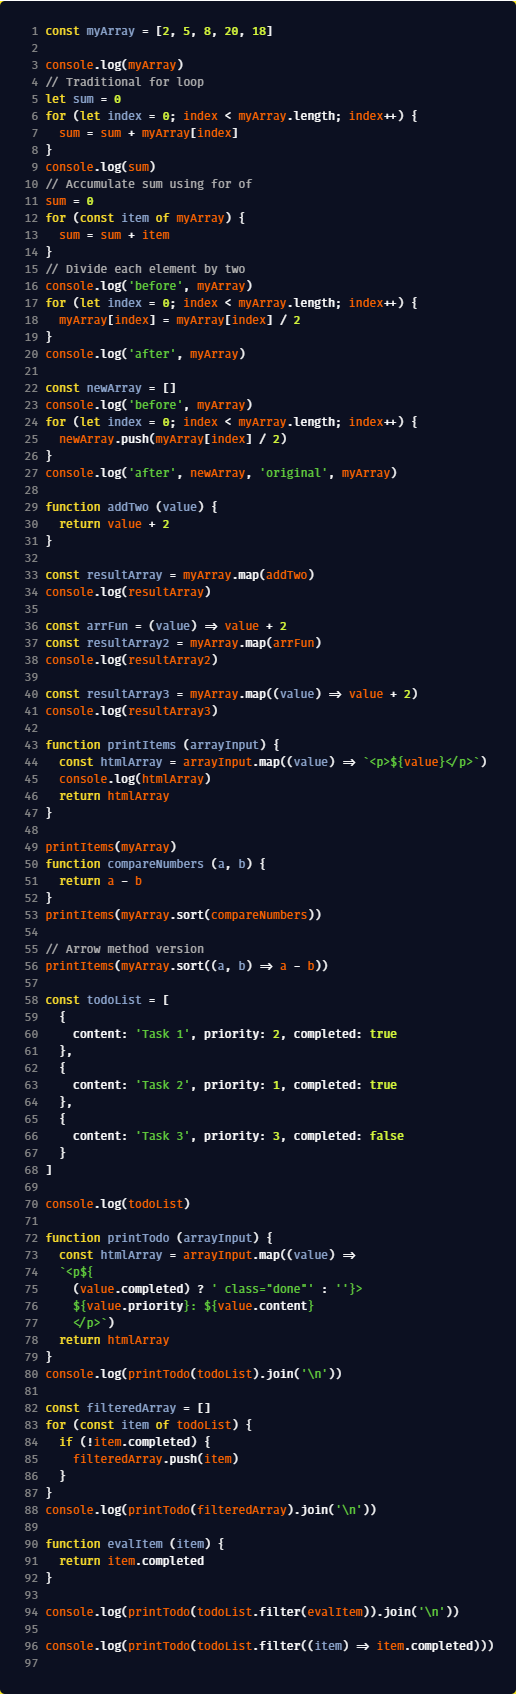 1 const myArray = [2, 5, 8, 20, 18]
2
3 console.log(myArray)
4 // Traditional for loop
5 let sum = 0
6 for (let index = 0; index < myArray.length; index++) {
7   sum = sum + myArray[index]
8 }
9 console.log(sum)
10 // Accumulate sum using for of
11 sum = 0
12 for (const item of myArray) {
13   sum = sum + item
14 }
15 // Divide each element by two
16 console.log('before', myArray)
17 for (let index = 0; index < myArray.length; index++) {
18   myArray[index] = myArray[index] / 2
19 }
20 console.log('after', myArray)
21
22 const newArray = []
23 console.log('before', myArray)
24 for (let index = 0; index < myArray.length; index++) {
25   newArray.push(myArray[index] / 2)
26 }
27 console.log('after', newArray, 'original', myArray)
28
29 function addTwo (value) {
30   return value + 2
31 }
32
33 const resultArray = myArray.map(addTwo)
34 console.log(resultArray)
35
36 const arrFun = (value) => value + 2
37 const resultArray2 = myArray.map(arrFun)
38 console.log(resultArray2)
39
40 const resultArray3 = myArray.map((value) => value + 2)
41 console.log(resultArray3)
42
43 function printItems (arrayInput) {
44   const htmlArray = arrayInput.map((value) => `<p>${value}</p>`)
45   console.log(htmlArray)
46   return htmlArray
47 }
48
49 printItems(myArray)
50 function compareNumbers (a, b) {
51   return a - b
52 }
53 printItems(myArray.sort(compareNumbers))
54
55 // Arrow method version
56 printItems(myArray.sort((a, b) => a - b))
57
58 const todoList = [
59   {
60     content: 'Task 1', priority: 2, completed: true
61   },
62   {
63     content: 'Task 2', priority: 1, completed: true
64   },
65   {
66     content: 'Task 3', priority: 3, completed: false
67   }
68 ]
69
70 console.log(todoList)
71
72 function printTodo (arrayInput) {
73   const htmlArray = arrayInput.map((value) =>
74   `<p${
75     (value.completed) ? ' class="done"' : ''}>
76     ${value.priority}: ${value.content}
77     </p>`)
78   return htmlArray
79 }
80 console.log(printTodo(todoList).join('\n'))
81
82 const filteredArray = []
83 for (const item of todoList) {
84   if (!item.completed) {
85     filteredArray.push(item)
86   }
87 }
88 console.log(printTodo(filteredArray).join('\n'))
89
90 function evalItem (item) {
91   return item.completed
92 }
93
94 console.log(printTodo(todoList.filter(evalItem)).join('\n'))
95
96 console.log(printTodo(todoList.filter((item) => item.completed)))
97